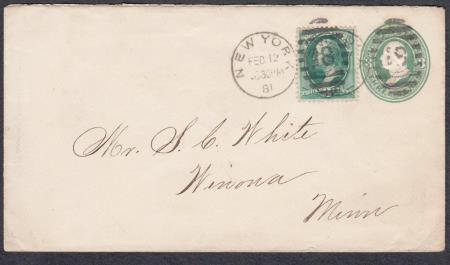 NEW YORK
FEB 12
81
Mr. S. C. White
Winona
Minn